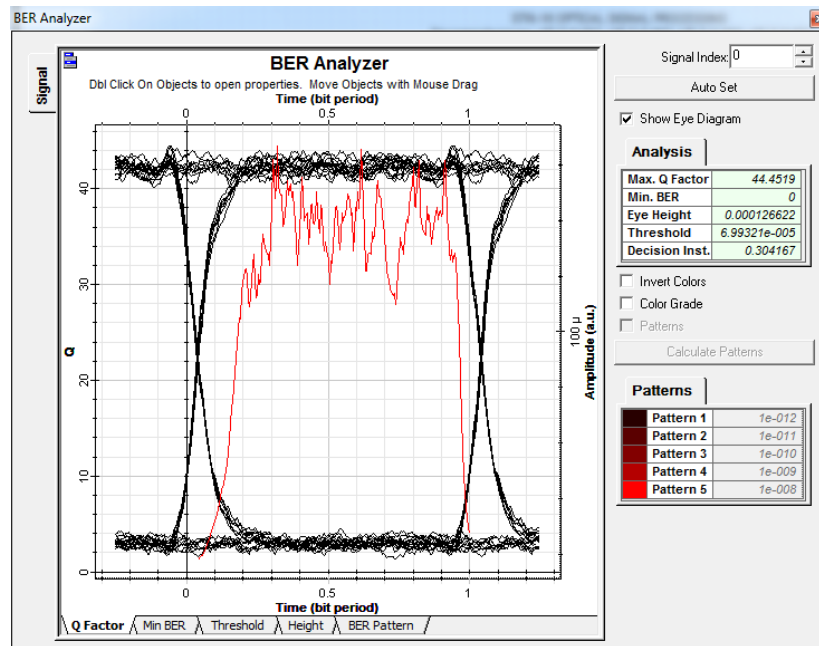 BER Analyzer
Signal
BER Analyzer
Dbl Click On Objects to open properties. Move Objects with Mouse Drag
Time (bit period)
0 0.5 1
Q
40
30
20
10
0
100 µ
Amplitude (a.u.)
0 0.5 1
Time (bit period)
Q Factor Min BER Threshold Height BER Pattern
Signal Index: 0
Auto Set
Show Eye Diagram
Analysis
Max. Q Factor 44.4519
Min. BER 0
Eye Height 0.000126622
Threshold 6.99321e-005
Decision Inst. 0.304167
Invert Colors
Color Grade
Patterns
Calculate Patterns
Patterns
Pattern 1 1e-012
Pattern 2 1e-011
Pattern 3 1e-010
Pattern 4 1e-009
Pattern 5 1e-008